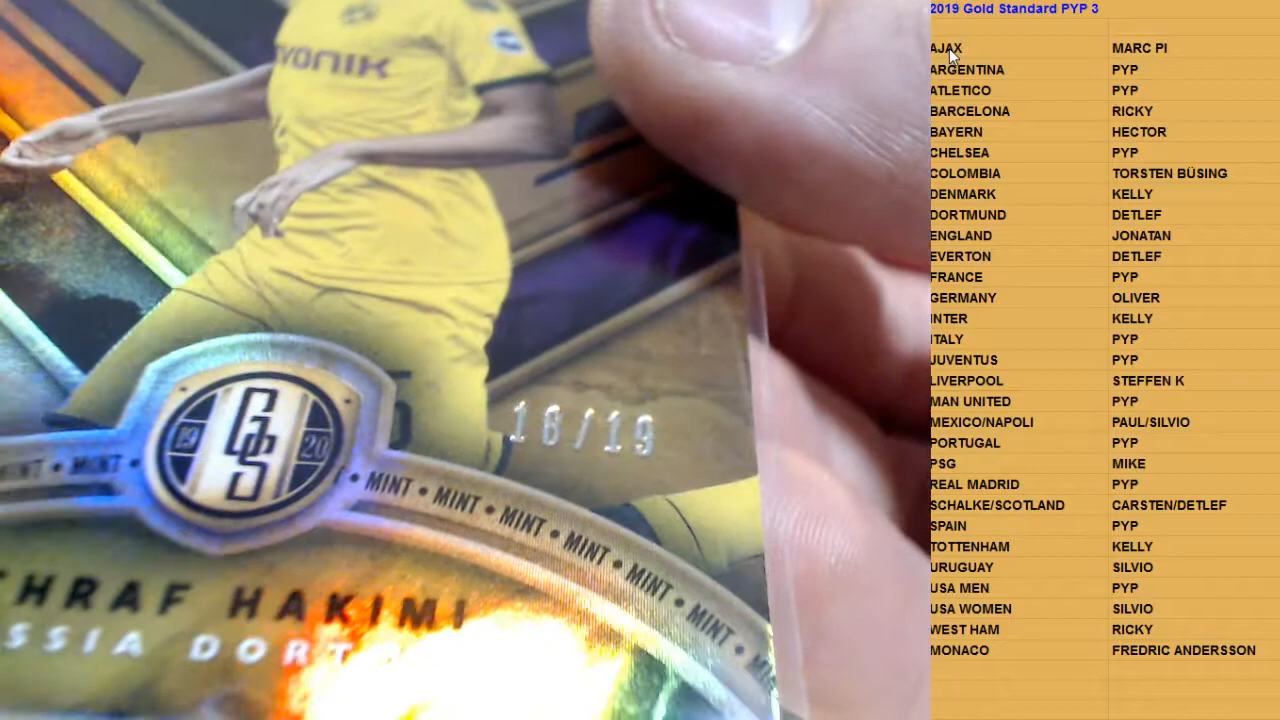 VONIK
18/19
19 GS 20
MINT • MINT •
• MINT • MINT • MINT • MINT • MINT • MINT • MINT •
HRAF HAKIMI
SSIA DORT
2019 Gold Standard PYP 3
AJAX MARC PI
ARGENTINA PYP
ATLETICO PYP
BARCELONA RICKY
BAYERN HECTOR
CHELSEA PYP
COLOMBIA TORSTEN BÜSING
DENMARK KELLY
DORTMUND DETLEF
ENGLAND JONATAN
EVERTON DETLEF
FRANCE PYP
GERMANY OLIVER
INTER KELLY
ITALY PYP
JUVENTUS PYP
LIVERPOOL STEFFEN K
MAN UNITED PYP
MEXICO/NAPOLI PAUL/SILVIO
PORTUGAL PYP
PSG MIKE
REAL MADRID PYP
SCHALKE/SCOTLAND CARSTEN/DETLEF
SPAIN PYP
TOTTENHAM KELLY
URUGUAY SILVIO
USA MEN PYP
USA WOMEN SILVIO
WEST HAM RICKY
MONACO FREDRIC ANDERSSON